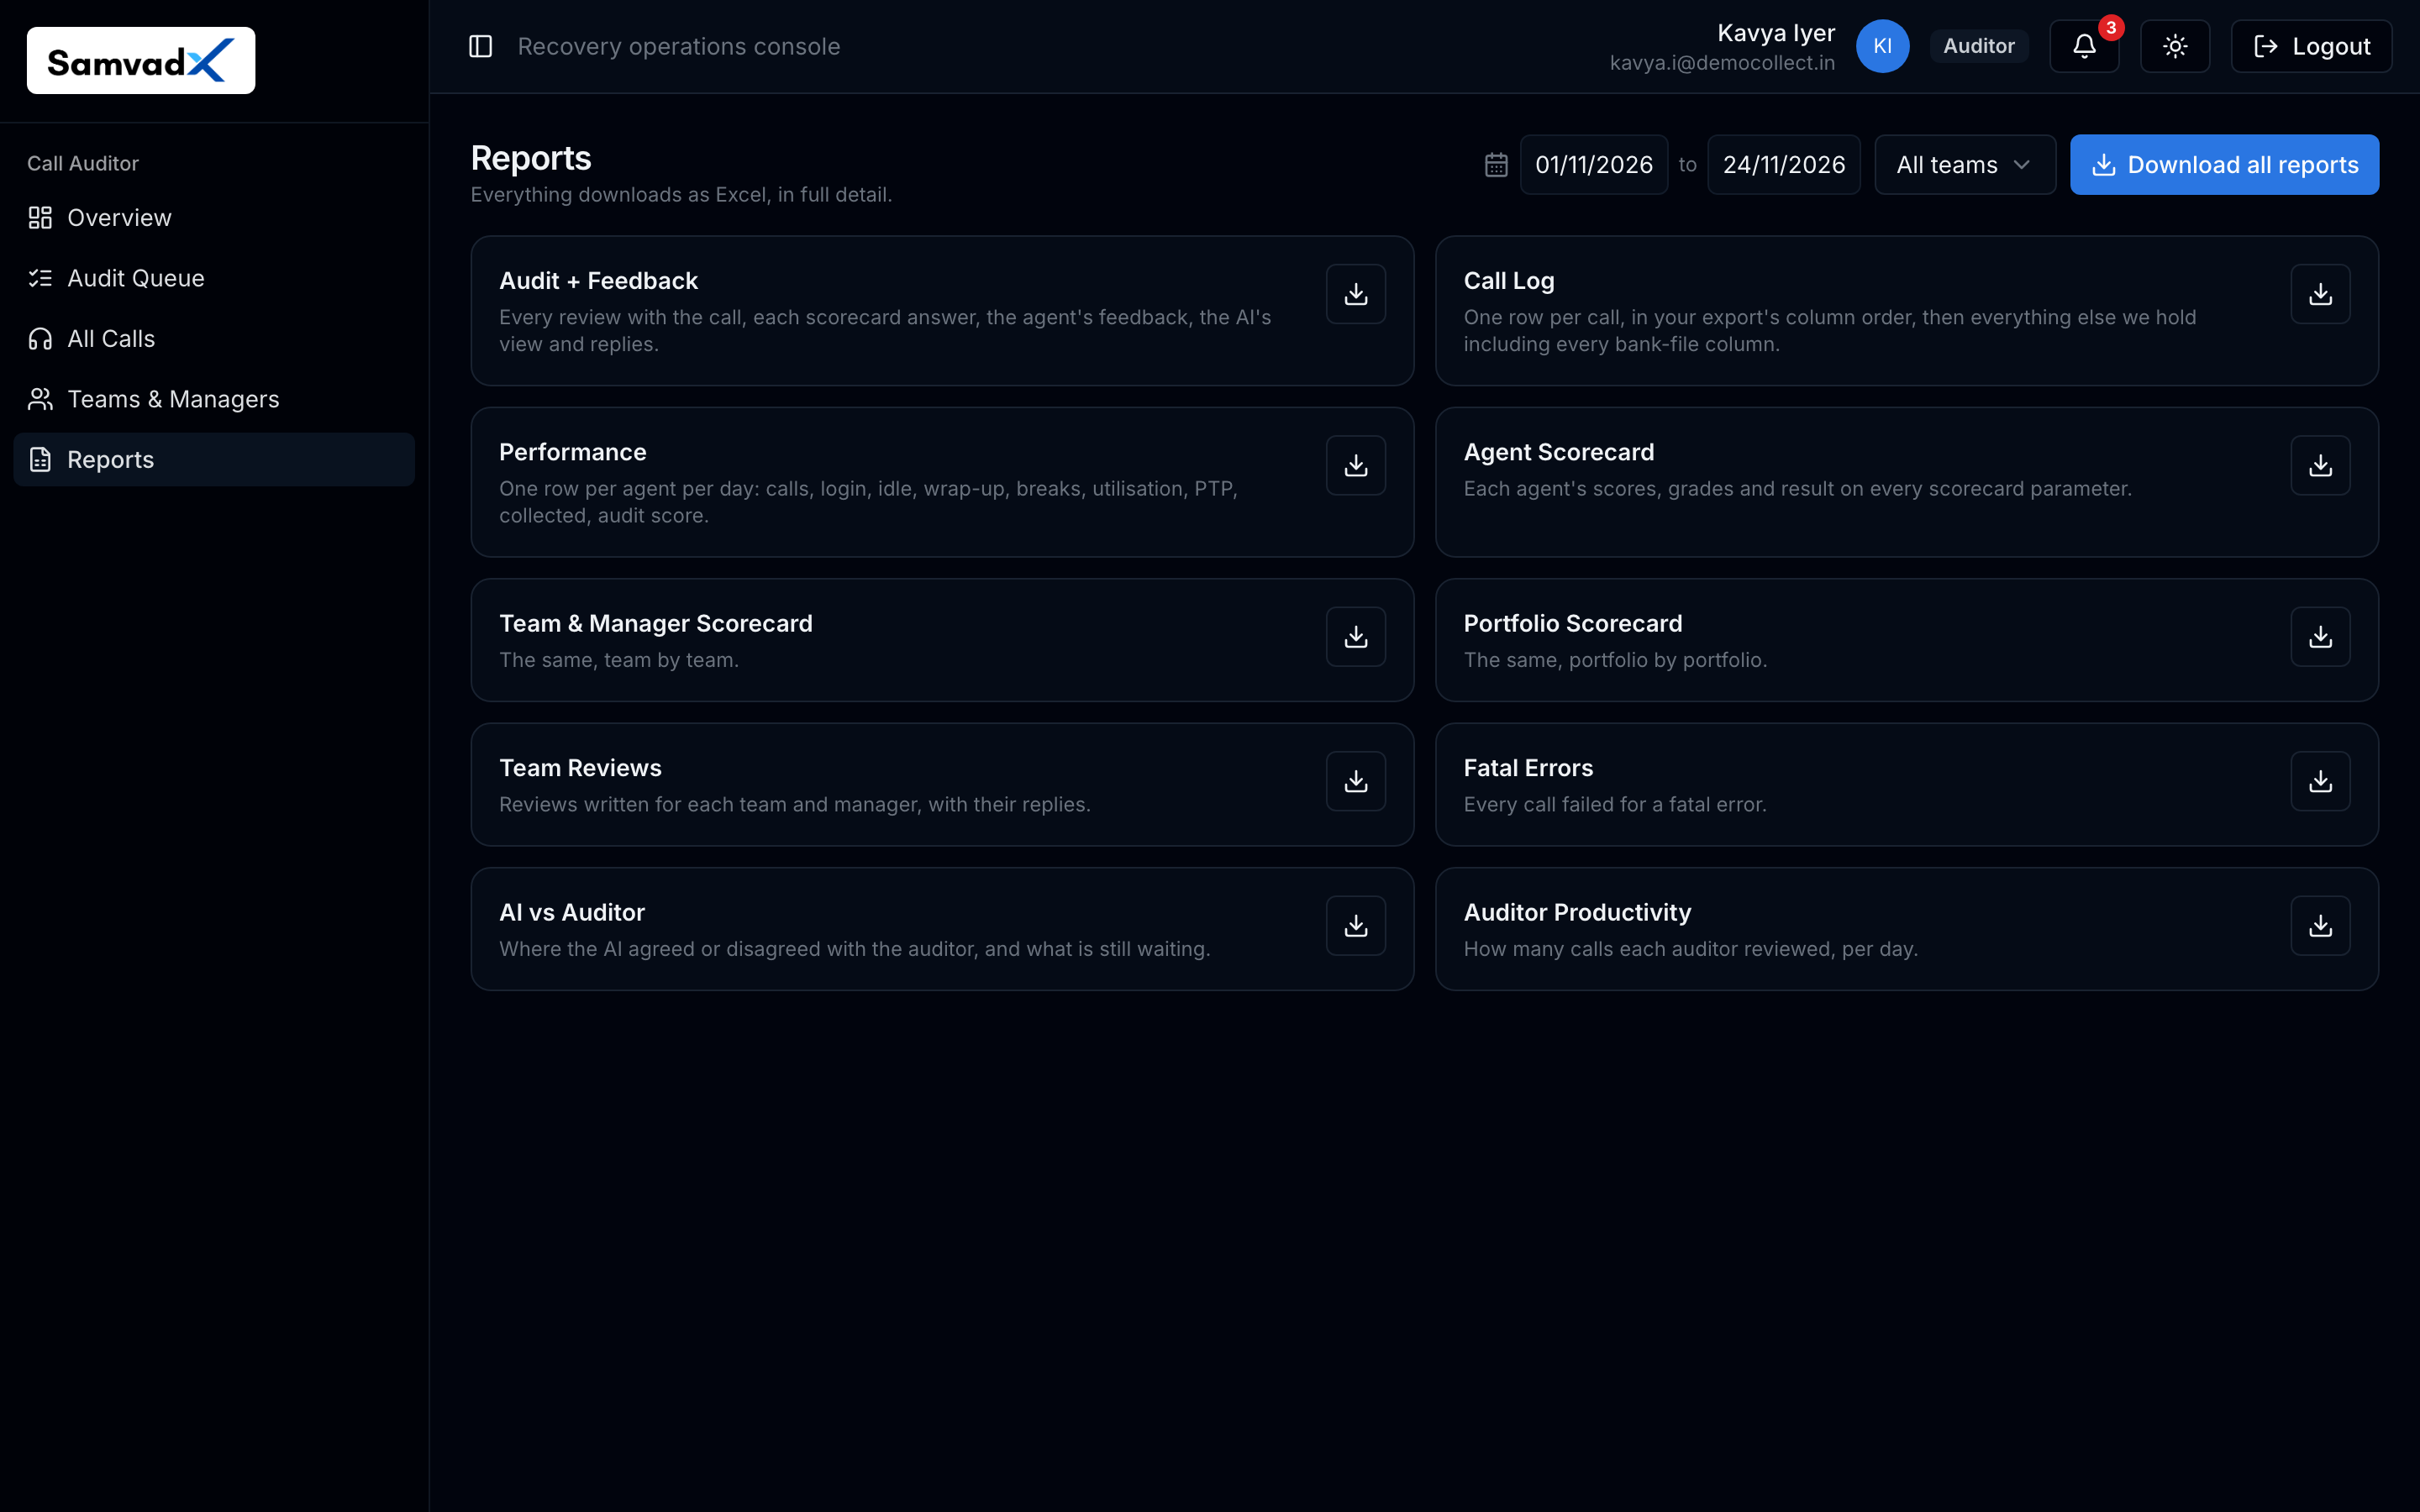 SamvadX
Recovery operations console
Kavya Iyer
kavya.i@democollect.in
KI
Auditor
3
Logout
Call Auditor
Overview
Audit Queue
All Calls
Teams & Managers
Reports
Reports
Everything downloads as Excel, in full detail.
01/11/2026 to 24/11/2026
All teams
Download all reports
Audit + Feedback
Every review with the call, each scorecard answer, the agent's feedback, the AI's
view and replies.
Call Log
One row per call, in your export's column order, then everything else we hold
including every bank-file column.
Performance
One row per agent per day: calls, login, idle, wrap-up, breaks, utilisation, PTP,
collected, audit score.
Agent Scorecard
Each agent's scores, grades and result on every scorecard parameter.
Team & Manager Scorecard
The same, team by team.
Portfolio Scorecard
The same, portfolio by portfolio.
Team Reviews
Reviews written for each team and manager, with their replies.
Fatal Errors
Every call failed for a fatal error.
AI vs Auditor
Where the AI agreed or disagreed with the auditor, and what is still waiting.
Auditor Productivity
How many calls each auditor reviewed, per day.